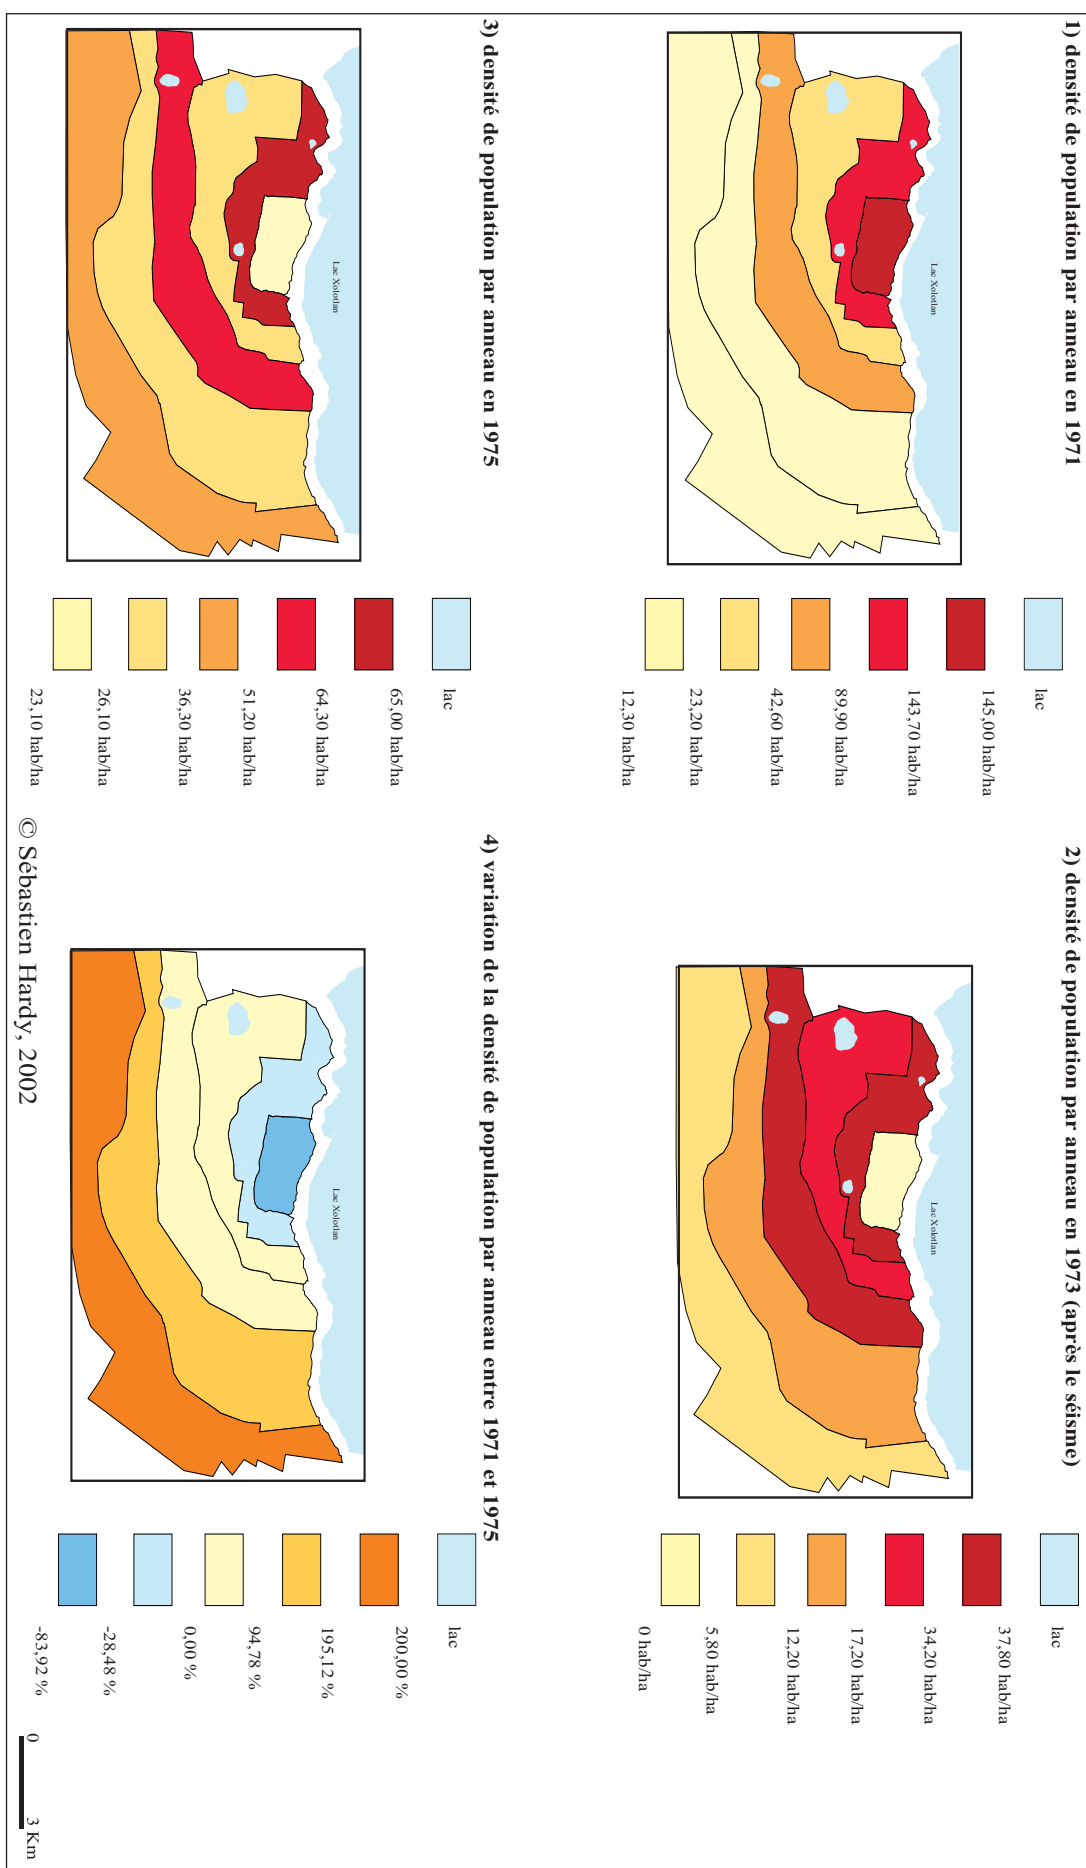 1) densité de population par anneau en 1971
Lac Xolotlan
lac
145,00 hab/ha
143,70 hab/ha
89,90 hab/ha
42,60 hab/ha
23,20 hab/ha
12,30 hab/ha
2) densité de population par anneau en 1973 (après le séisme)
Lac Xolotlan
lac
37,80 hab/ha
34,20 hab/ha
17,20 hab/ha
12,20 hab/ha
5,80 hab/ha
0 hab/ha
3) densité de population par anneau en 1975
Lac Xolotlan
lac
65,00 hab/ha
64,30 hab/ha
51,20 hab/ha
36,30 hab/ha
26,10 hab/ha
23,10 hab/ha
4) variation de la densité de population par anneau entre 1971 et 1975
Lac Xolotlan
lac
200,00 %
195,12 %
94,78 %
0,00 %
-28,48 %
-83,92 %
© Sébastien Hardy, 2002
0 3 Km